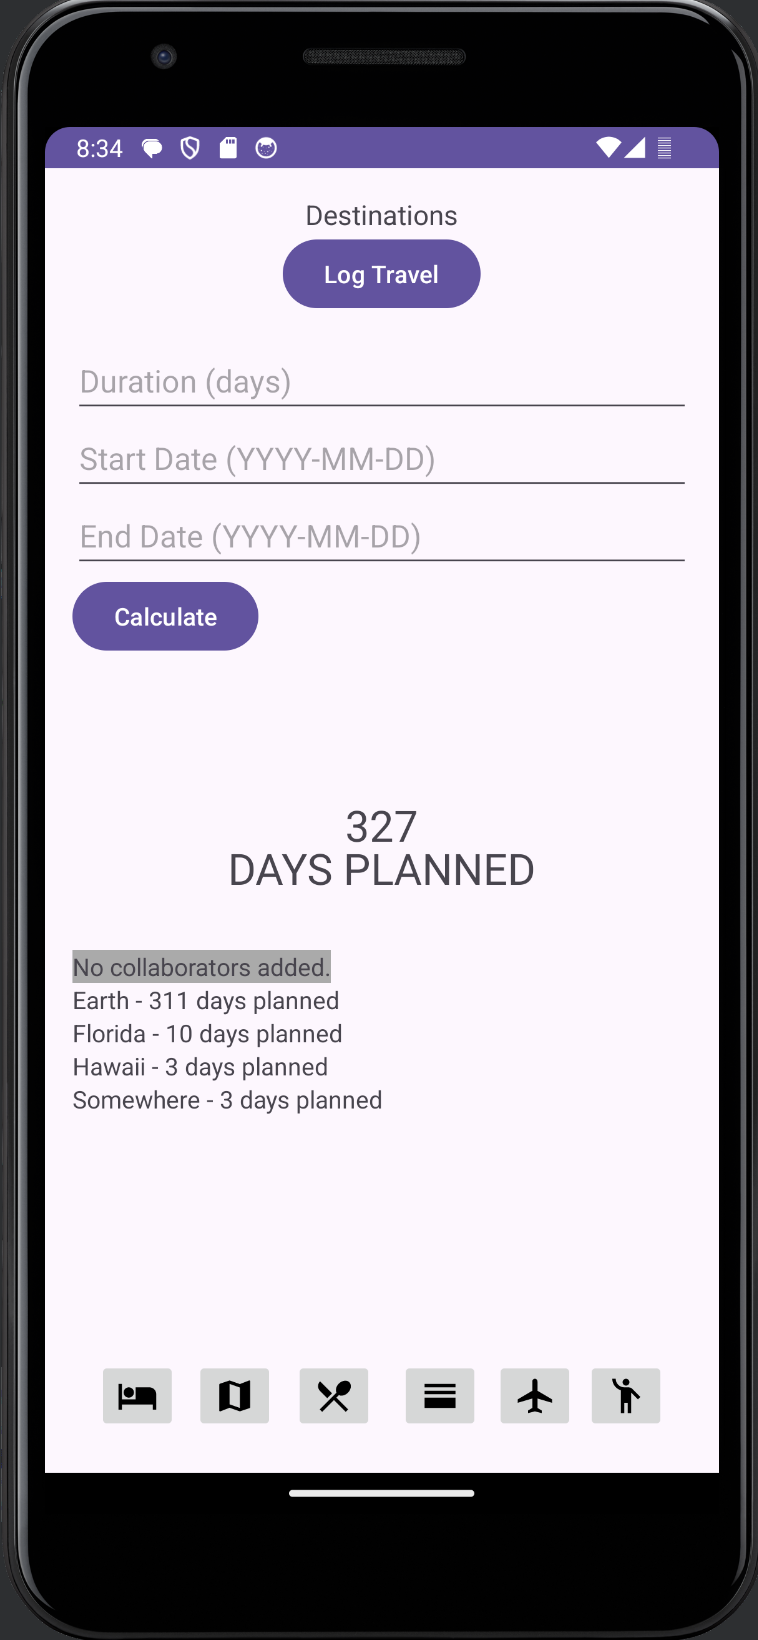 8:34
Destinations
Log Travel
Duration (days)
Start Date (YYYY-MM-DD)
End Date (YYYY-MM-DD)
Calculate
327
DAYS PLANNED
No collaborators added.
Earth - 311 days planned
Florida - 10 days planned
Hawaii - 3 days planned
Somewhere - 3 days planned